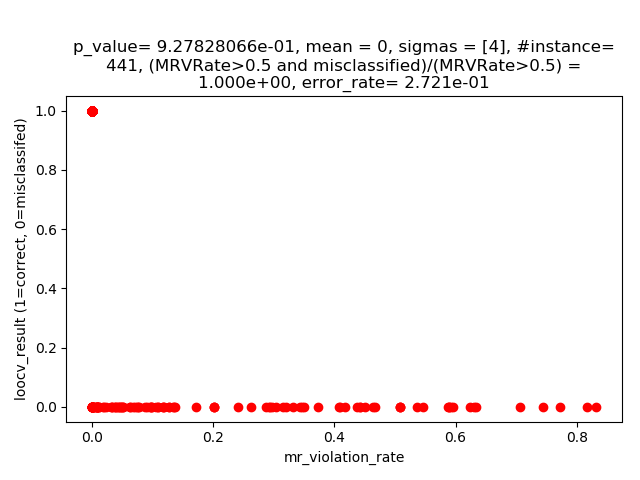 p_value= 9.27828066e-01, mean = 0, sigmas = [4], #instance=
441, (MRVRate>0.5 and misclassified)/(MRVRate>0.5) =
1.000e+00, error_rate= 2.721e-01
loocv_result (1=correct, 0=misclassifed)
1.0
0.8
0.6
0.4
0.2
0.0
0.0 0.2 0.4 0.6 0.8
mr_violation_rate